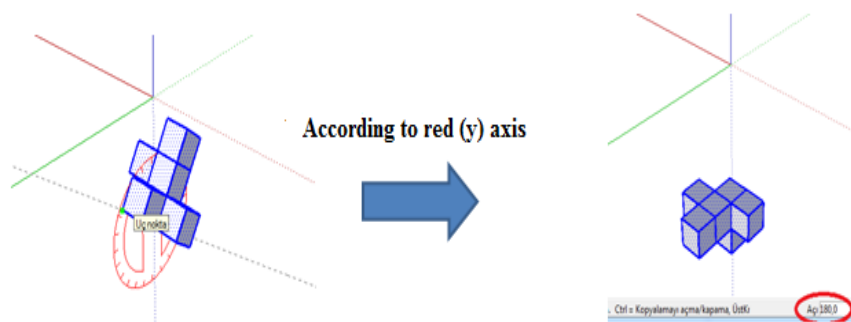 According to red (y) axis
Uç nokta
Ctrl = Kopyalamayı açma/kapama, ÜstKı
Açı 180,0